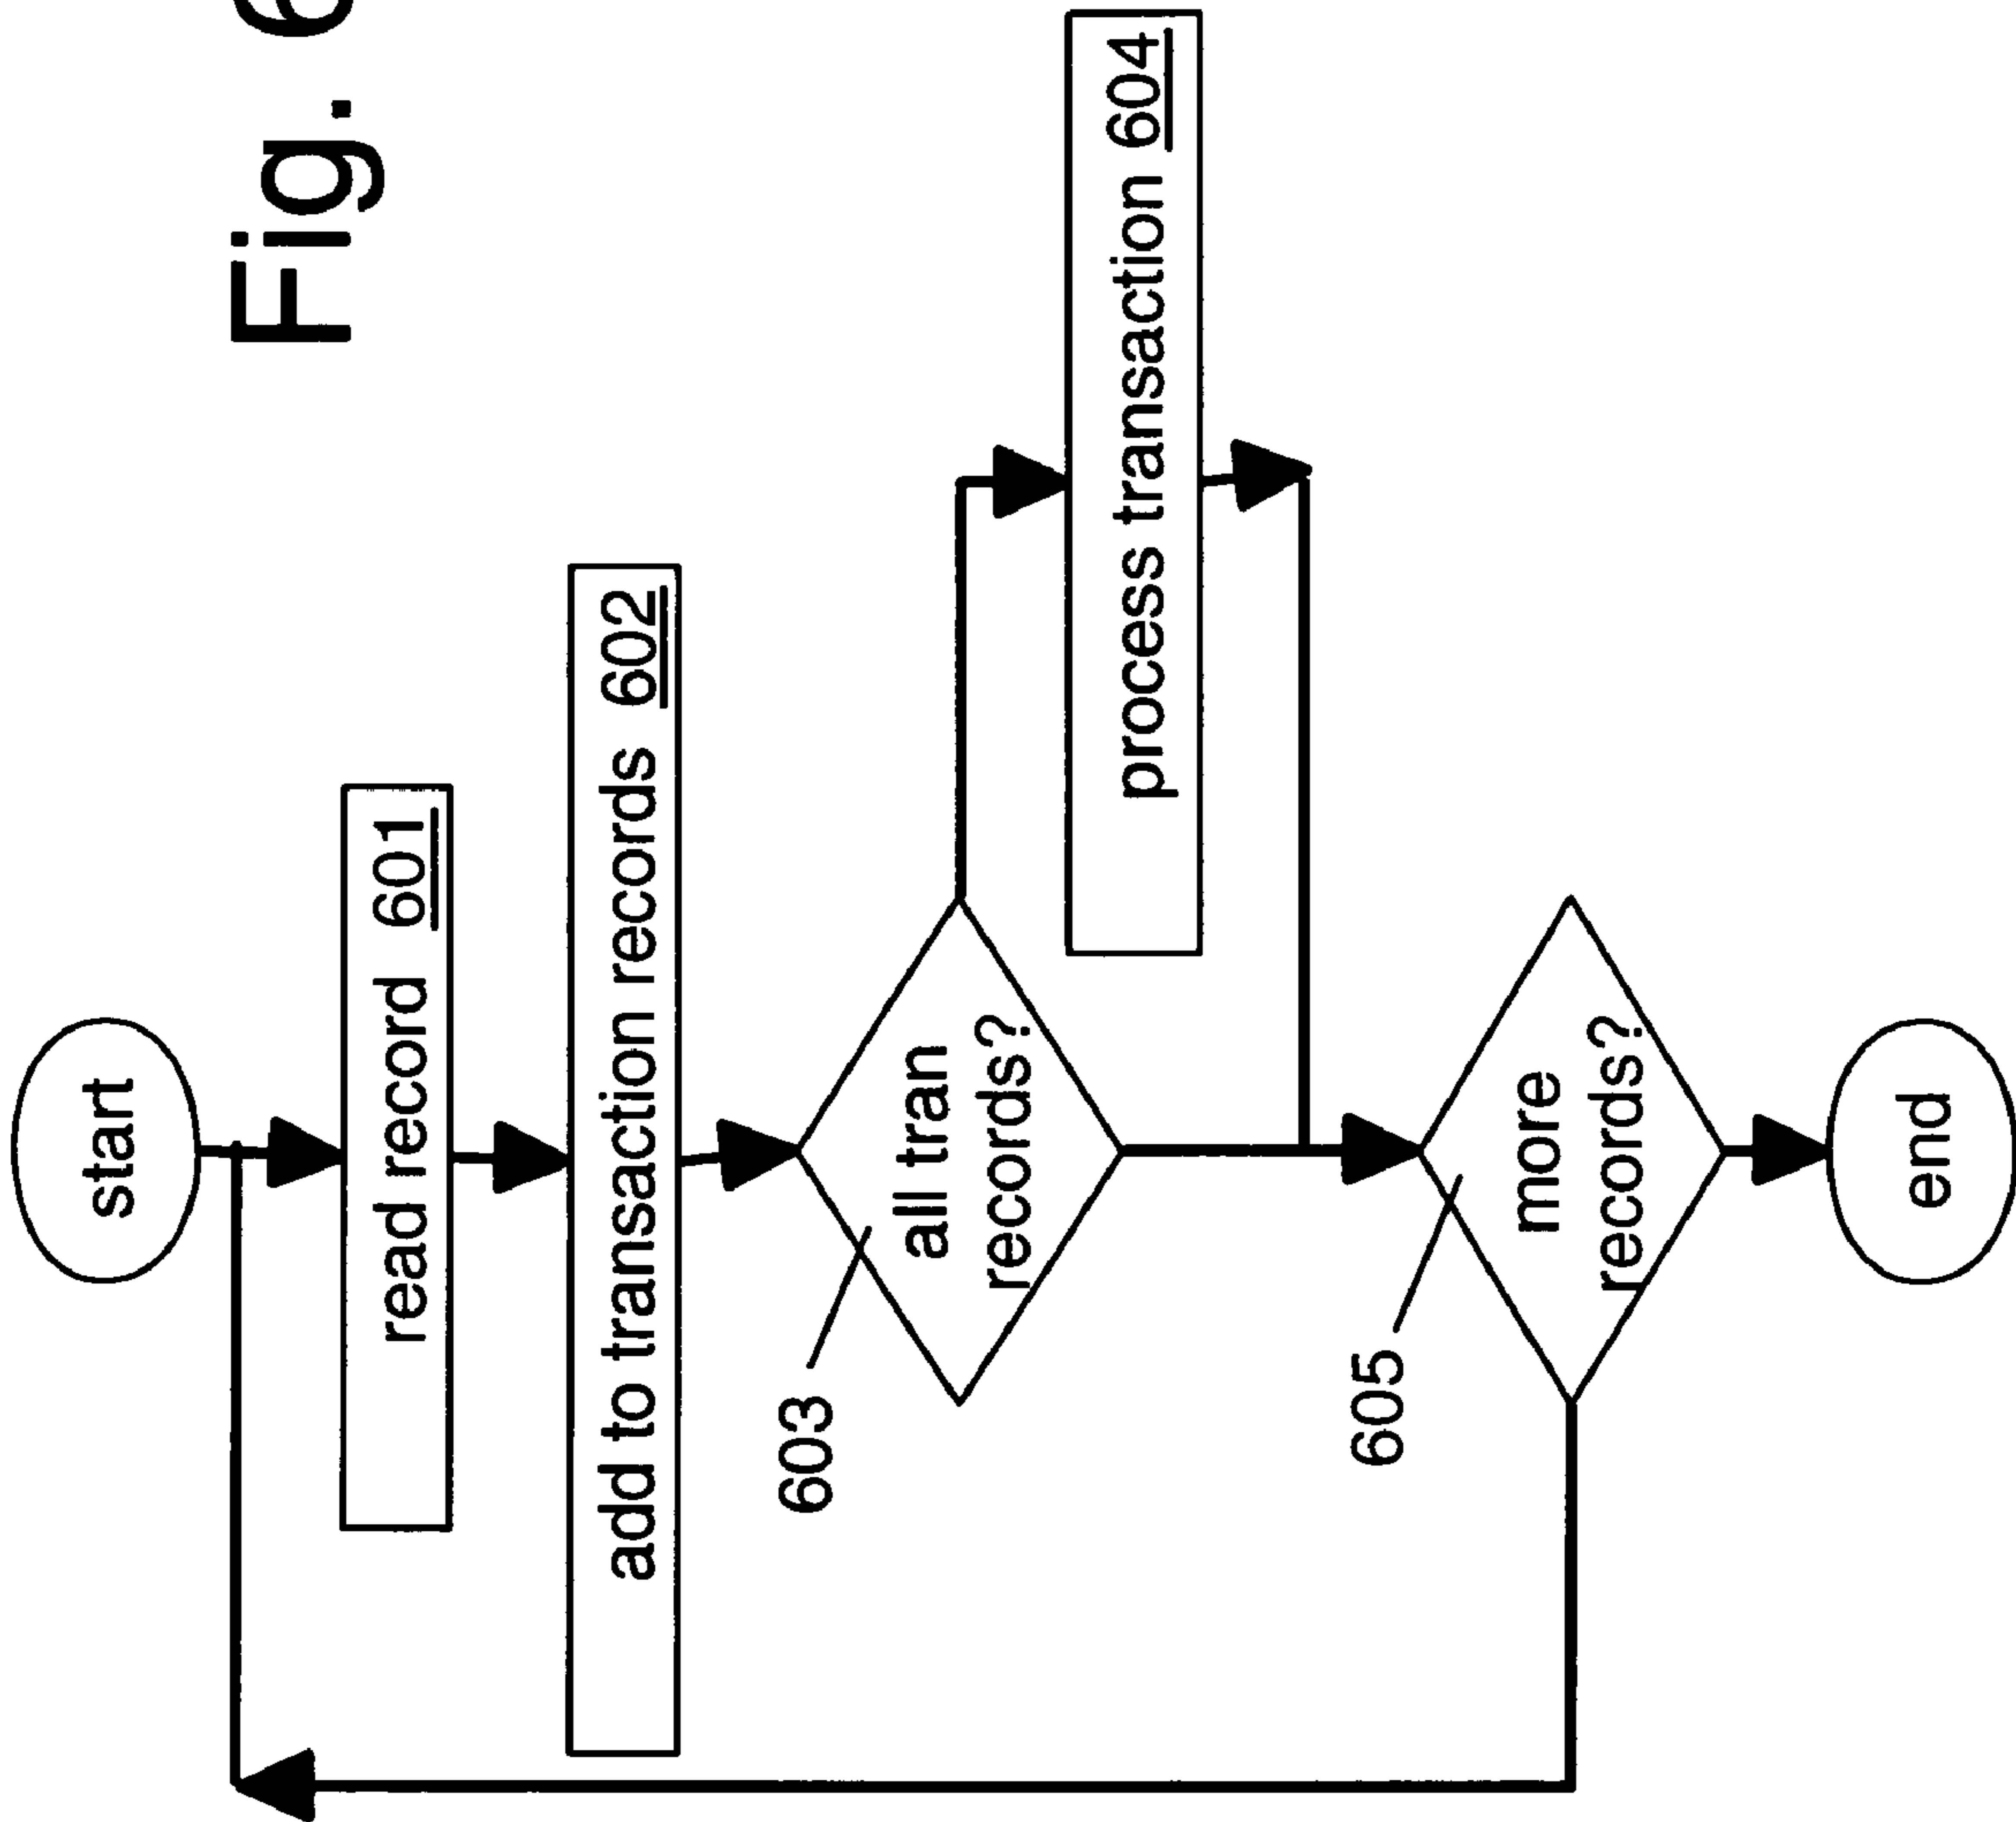 Fig. 6
start
read record 601
add to transaction records 602
603
all tran
records?
process transaction 604
605
more
records?
end